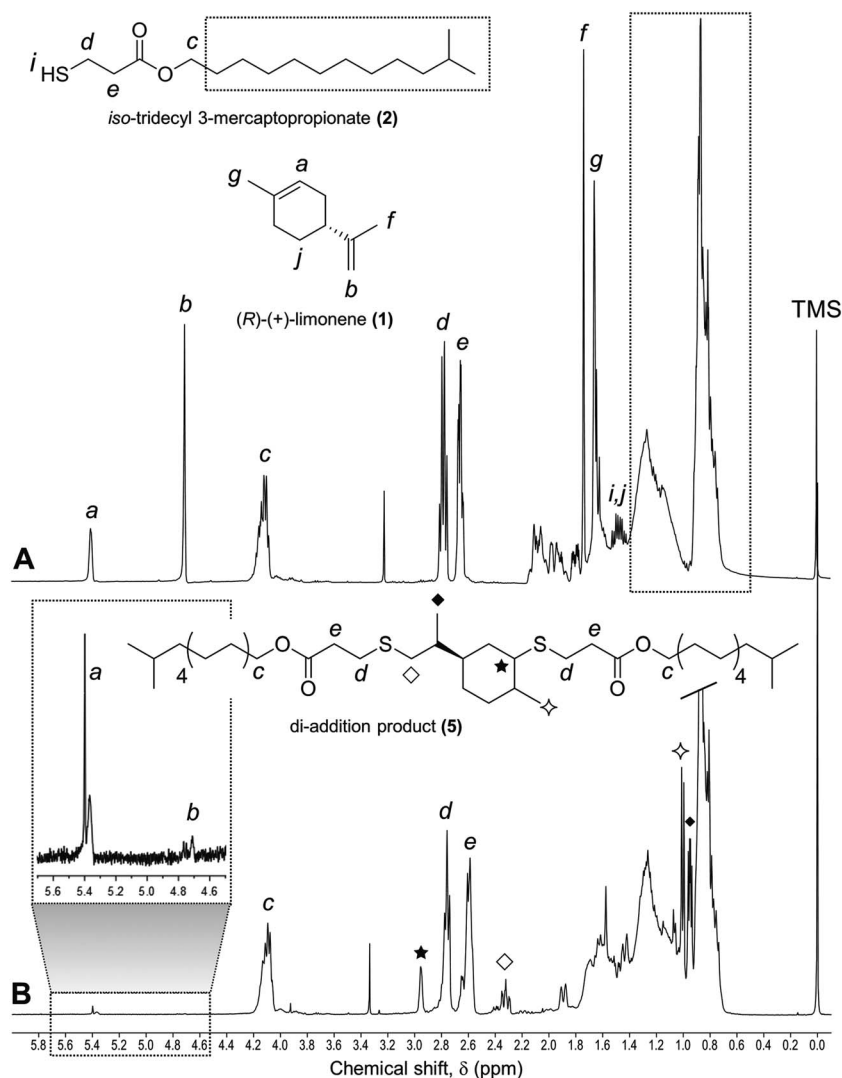 i
HS
d
e
O
O
c
iso-tridecyl 3-mercaptopropionate (2)
g
a
f
j
b
(R)-(+)-limonene (1)
a
b
c
d
e
f
g
i,j
TMS
A
◆
O
c
4
O
e
d
S
◇
★
S
d
e
O
O
c
4
✧
di-addition product (5)
a
b
5.6 5.4 5.2 5.0 4.8 4.6
c
★
d
e
◇
✧
◆
B
5.8 5.6 5.4 5.2 5.0 4.8 4.6 4.4 4.2 4.0 3.8 3.6 3.4 3.2 3.0 2.8 2.6 2.4 2.2 2.0 1.8 1.6 1.4 1.2 1.0 0.8 0.6 0.4 0.2 0.0
Chemical shift, δ (ppm)